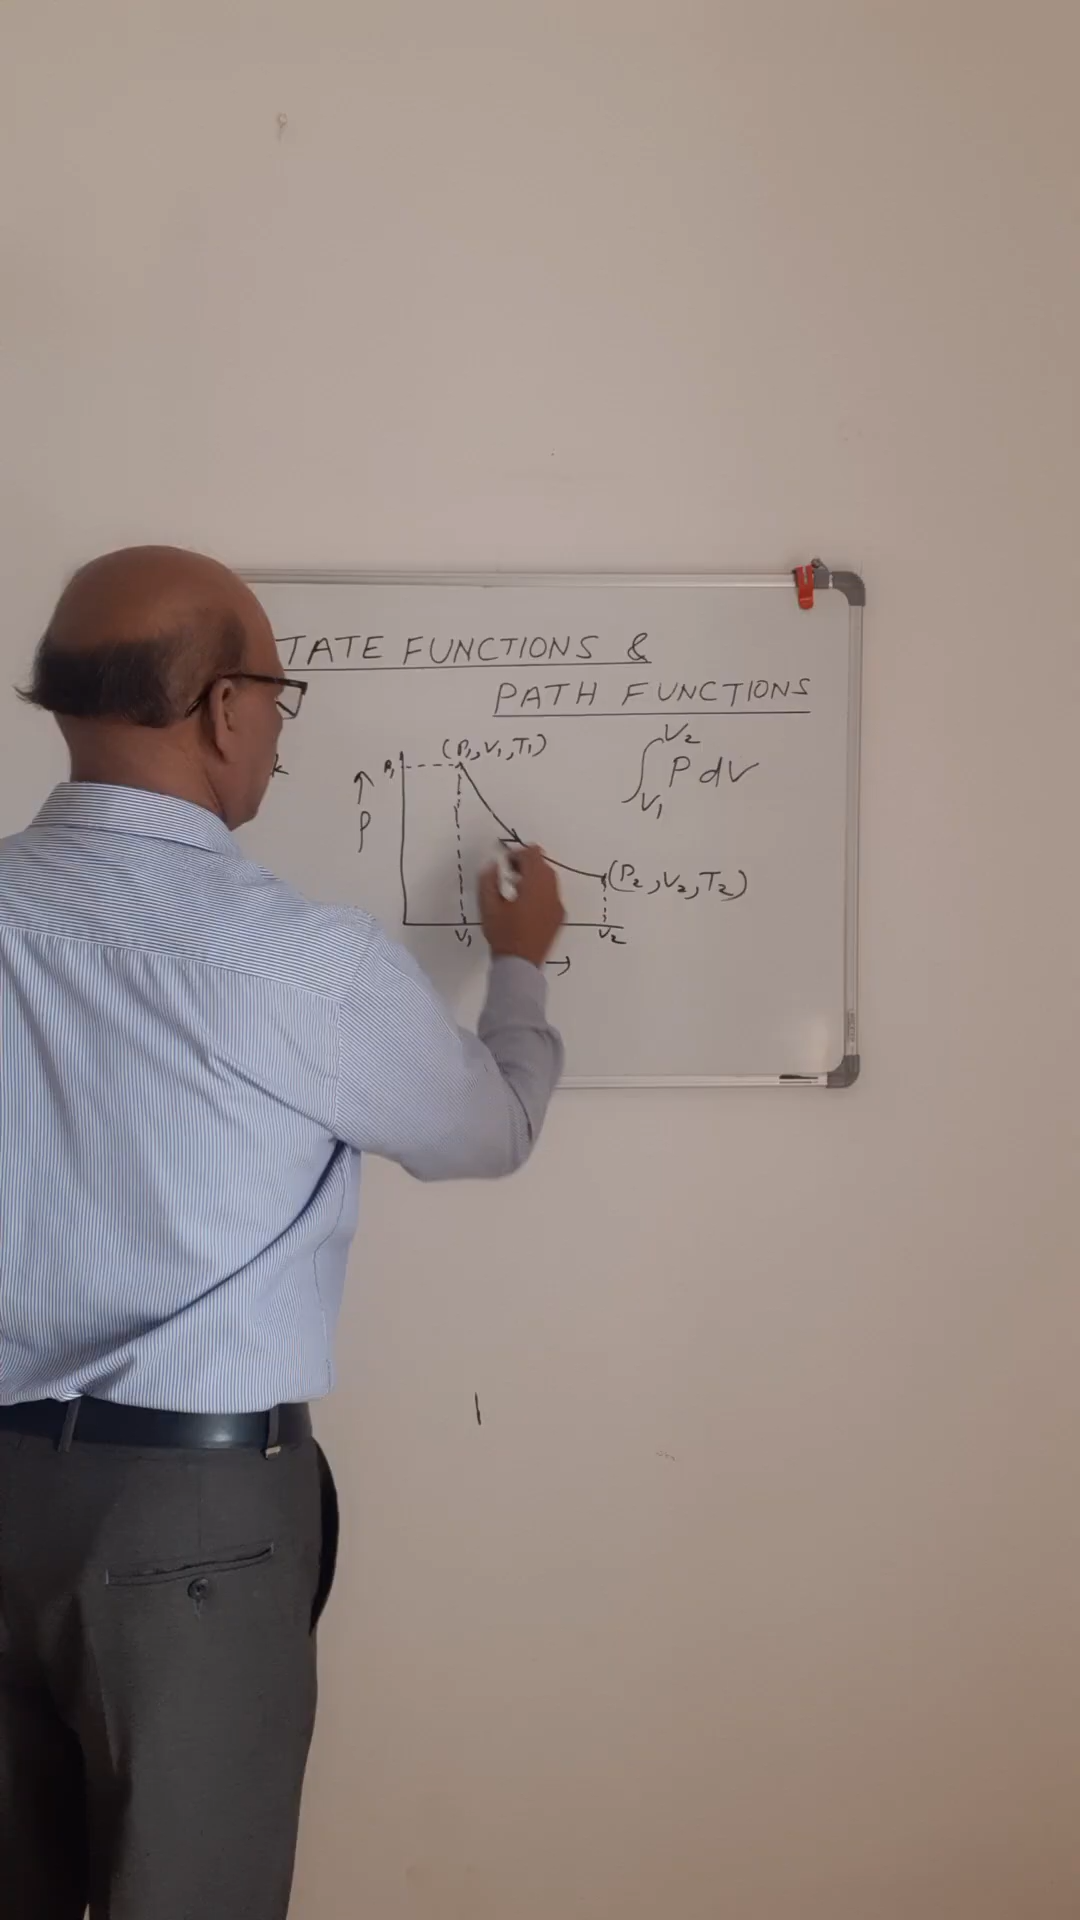 TATE FUNCTIONS &
PATH FUNCTIONS
k
(P₁,V₁,T₁)
∫ V₂ V₁ P dV
P₁
↑
P
(P₂,V₂,T₂)
V₁ V₂
→